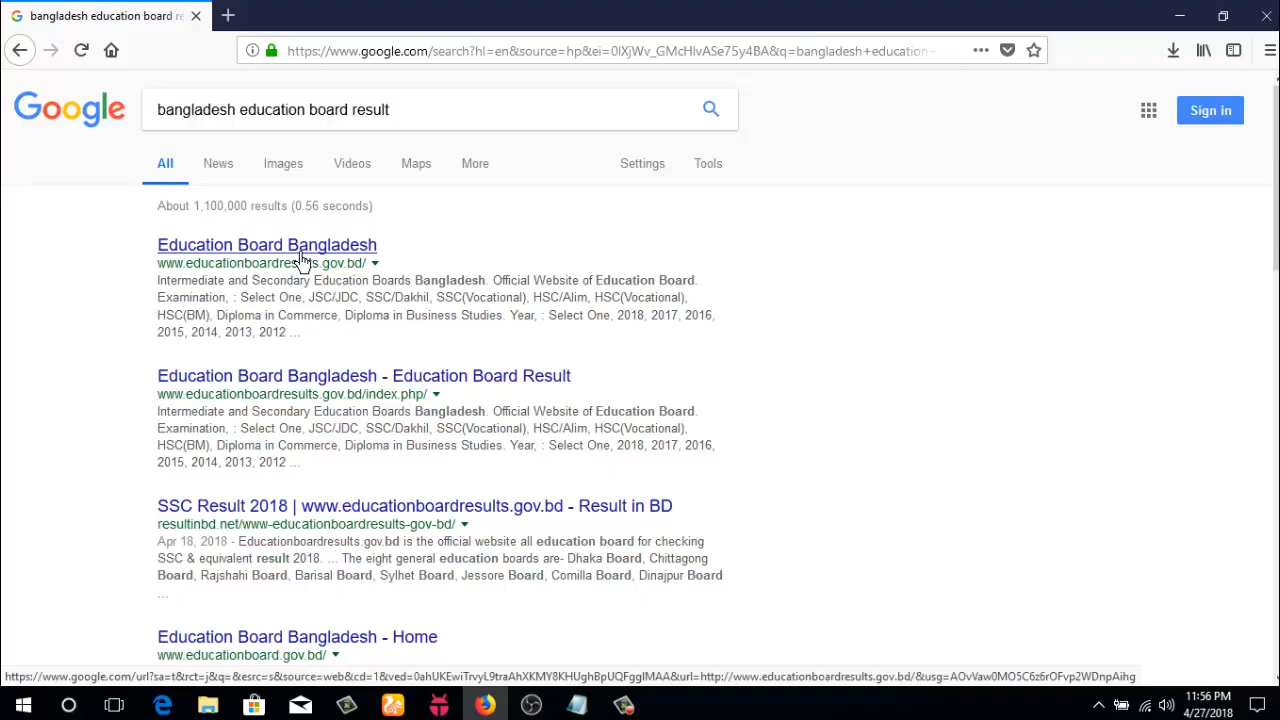 bangladesh education board re
https://www.google.com/search?hl=en&source=hp&ei=0IXjWv_GMcHIvASe75y4BA&q=bangladesh+education+
Google
bangladesh education board result
Sign in
All News Images Videos Maps More Settings Tools
About 1,100,000 results (0.56 seconds)
Education Board Bangladesh
www.educationboardresults.gov.bd/
Intermediate and Secondary Education Boards Bangladesh. Official Website of Education Board.
Examination, : Select One, JSC/JDC, SSC/Dakhil, SSC(Vocational), HSC/Alim, HSC(Vocational),
HSC(BM), Diploma in Commerce, Diploma in Business Studies. Year, : Select One, 2018, 2017, 2016,
2015, 2014, 2013, 2012 ...
Education Board Bangladesh - Education Board Result
www.educationboardresults.gov.bd/index.php/
Intermediate and Secondary Education Boards Bangladesh. Official Website of Education Board.
Examination, : Select One, JSC/JDC, SSC/Dakhil, SSC(Vocational), HSC/Alim, HSC(Vocational),
HSC(BM), Diploma in Commerce, Diploma in Business Studies. Year, : Select One, 2018, 2017, 2016,
2015, 2014, 2013, 2012 ...
SSC Result 2018 | www.educationboardresults.gov.bd - Result in BD
resultinbd.net/www-educationboardresults-gov-bd/
Apr 18, 2018 - Educationboardresults.gov.bd is the official website all education board for checking
SSC & equivalent result 2018. ... The eight general education boards are- Dhaka Board, Chittagong
Board, Rajshahi Board, Barisal Board, Sylhet Board, Jessore Board, Comilla Board, Dinajpur Board
...
Education Board Bangladesh - Home
www.educationboard.gov.bd/
https://www.google.com/url?sa=t&rct=j&q=&esrc=s&source=web&cd=1&ved=0ahUKEwiTrvyL9traAhXKMY8KHUghBpUQFggIMAA&url=http://www.educationboardresults.gov.bd/&usg=AOvVaw0MO5C6z6rOFvp2WDnpAihg
11:56 PM
4/27/2018